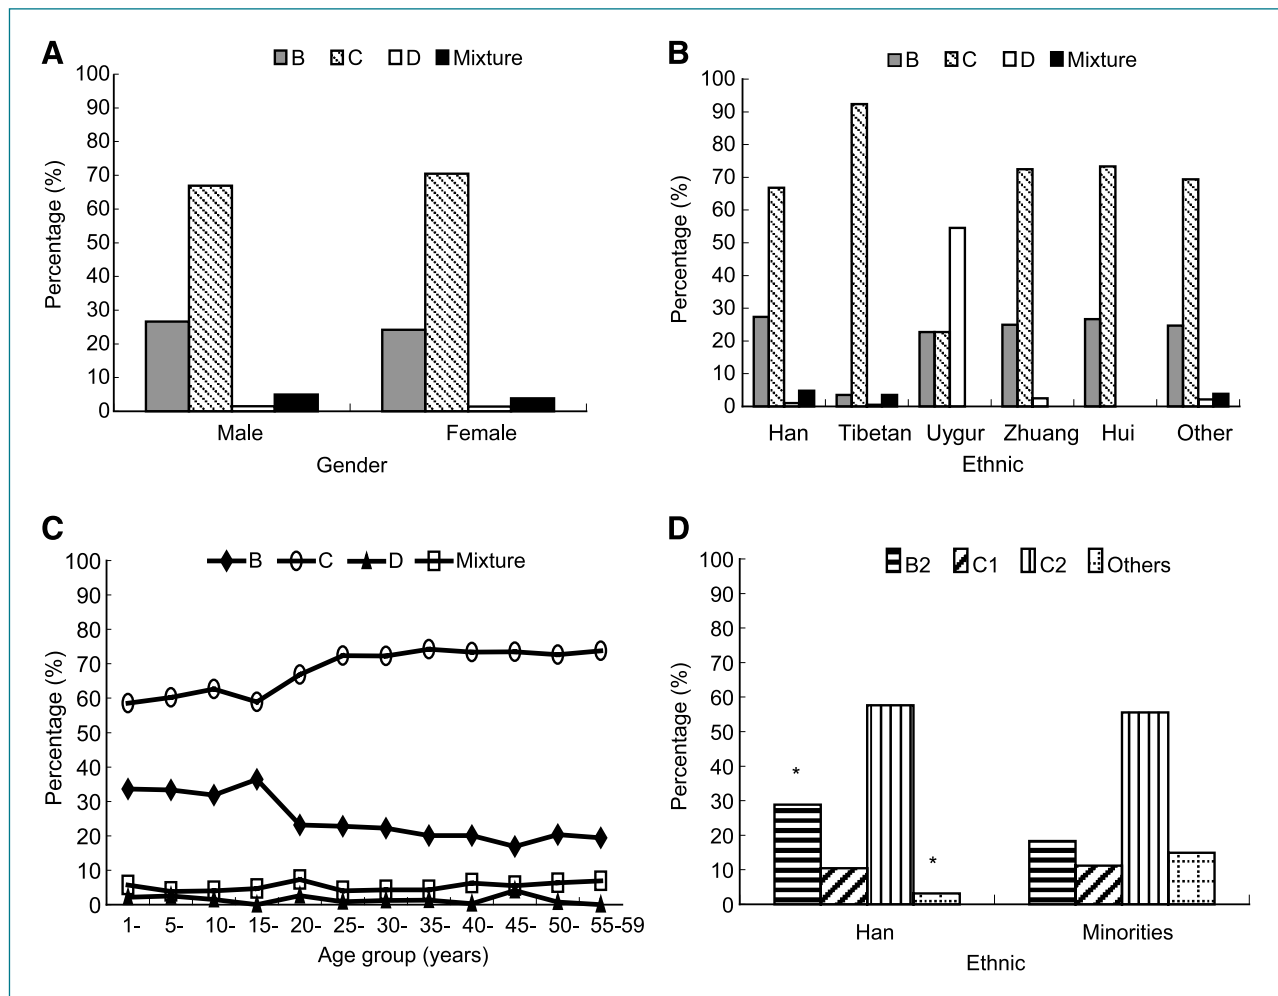 A
B C D Mixture
100
90
80
70
60
50
40
30
20
10
0
Percentage (%)
Male Female
Gender
B
B C D Mixture
100
90
80
70
60
50
40
30
20
10
0
Percentage (%)
Han Tibetan Uygur Zhuang Hui Other
Ethnic
C
B C D Mixture
100
90
80
70
60
50
40
30
20
10
0
Percentage (%)
1- 5- 10- 15- 20- 25- 30- 35- 40- 45- 50- 55-59
Age group (years)
D
B2 C1 C2 Others
100
90
80
70
60
50
40
30
20
10
0
Percentage (%)
*
*
Han Minorities
Ethnic